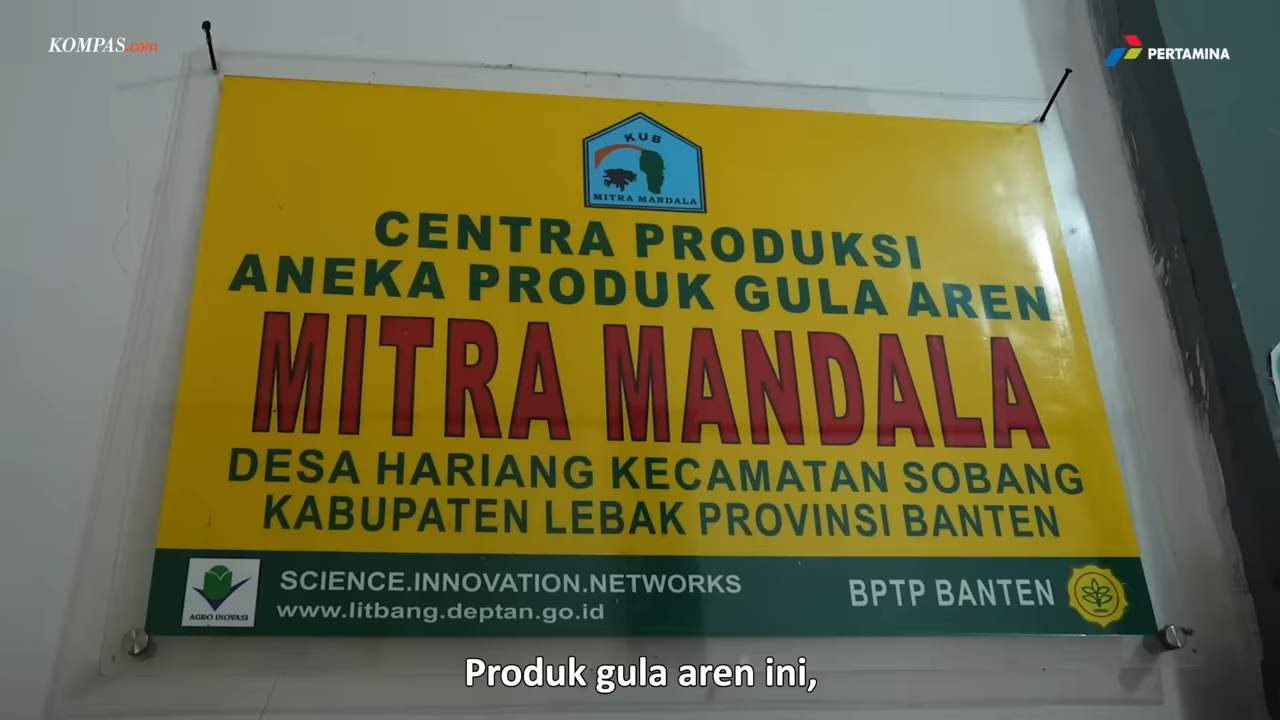 KOMPAS.com
PERTAMINA
KUB
MITRA MANDALA
CENTRA PRODUKSI
ANEKA PRODUK GULA AREN
MITRA MANDALA
DESA HARIANG KECAMATAN SOBANG
KABUPATEN LEBAK PROVINSI BANTEN
AGRO INOVASI
SCIENCE.INNOVATION.NETWORKS
www.litbang.deptan.go.id
BPTP BANTEN
Produk gula aren ini,